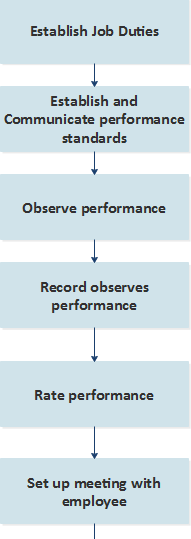 Establish Job Duties
Establish and
Communicate performance
standards
Observe performance
Record observes
performance
Rate performance
Set up meeting with
employee